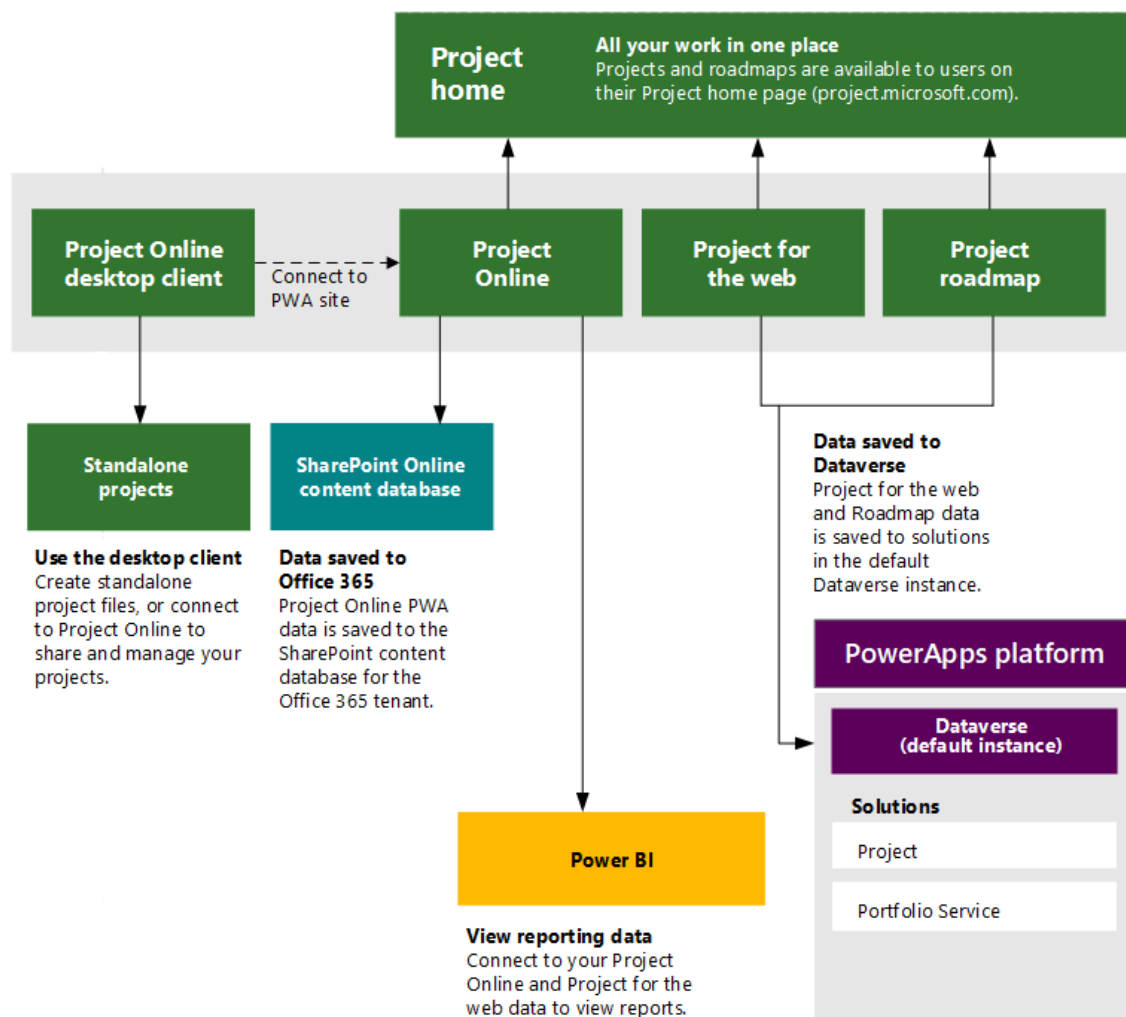 Project
home
All your work in one place
Projects and roadmaps are available to users on
their Project home page (project.microsoft.com).
Project Online
desktop client
Connect to
PWA site
Project
Online
Project for
the web
Project
roadmap
Standalone
projects
Use the desktop client
Create standalone
project files, or connect
to Project Online to
share and manage your
projects.
SharePoint Online
content database
Data saved to
Office 365
Project Online PWA
data is saved to the
SharePoint content
database for the
Office 365 tenant.
Data saved to
Dataverse
Project for the web
and Roadmap data
is saved to solutions
in the default
Dataverse instance.
PowerApps platform
Dataverse
(default instance)
Solutions
Project
Portfolio Service
Power BI
View reporting data
Connect to your Project
Online and Project for the
web data to view reports.